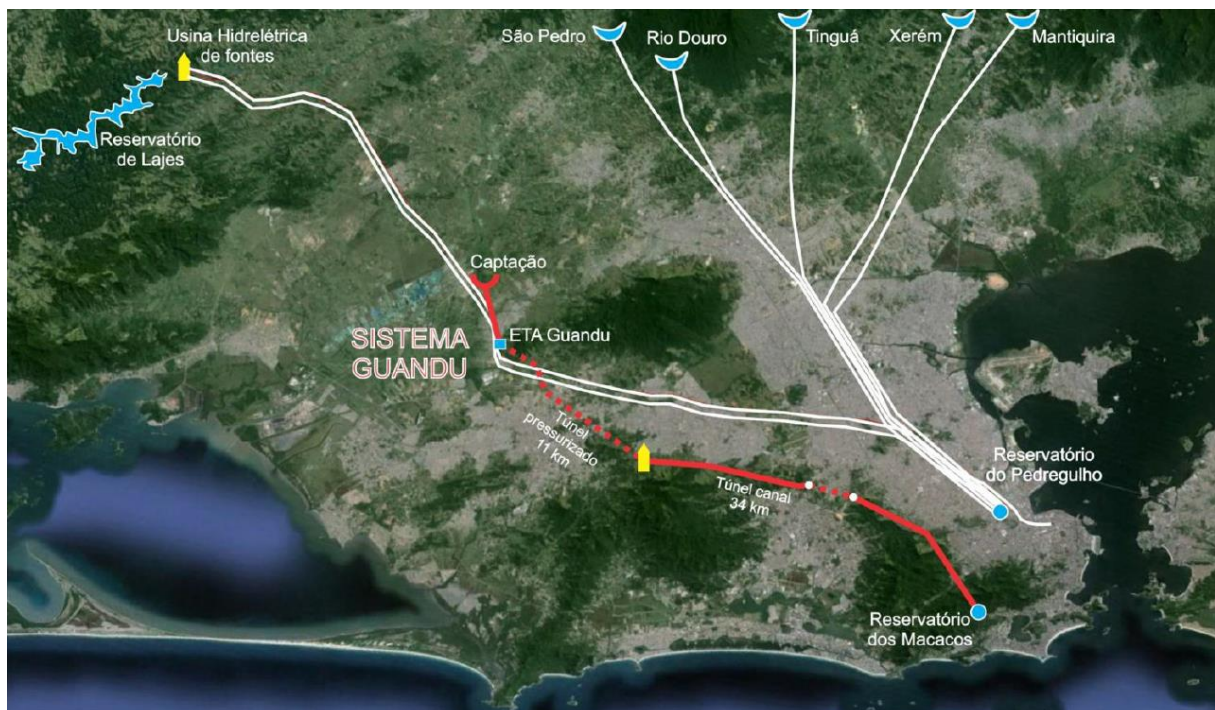 Usina Hidrelétrica
de fontes
São Pedro
Rio Douro
Tinguá
Xerém
Mantiquira
Reservatório
de Lajes
Captação
ETA Guandu
SISTEMA
GUANDU
Túnel
pressurizado
11 km
Túnel canal
34 km
Reservatório
do Pedregulho
Reservatório
dos Macacos